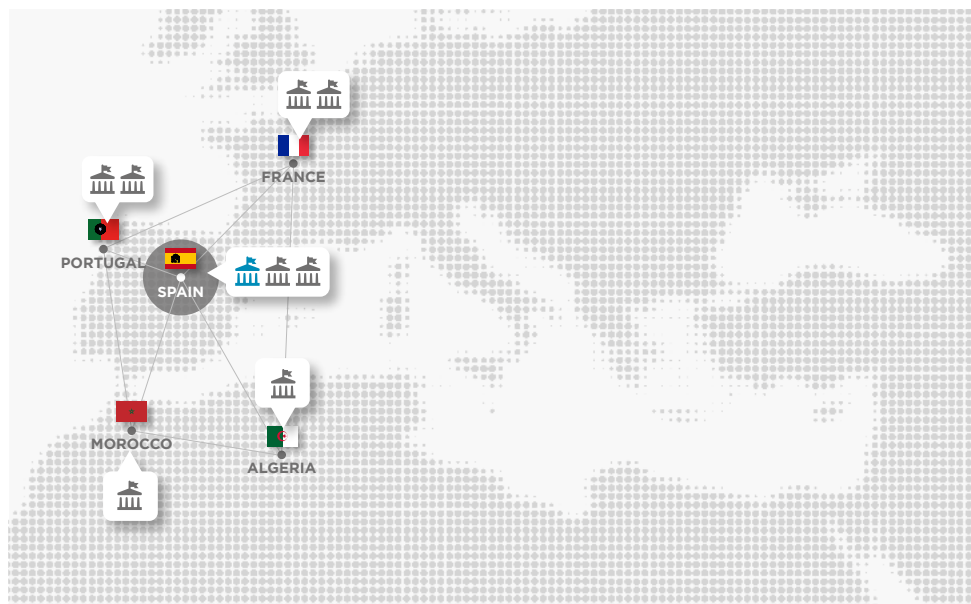 FRANCE
PORTUGAL
SPAIN
MOROCCO
ALGERIA